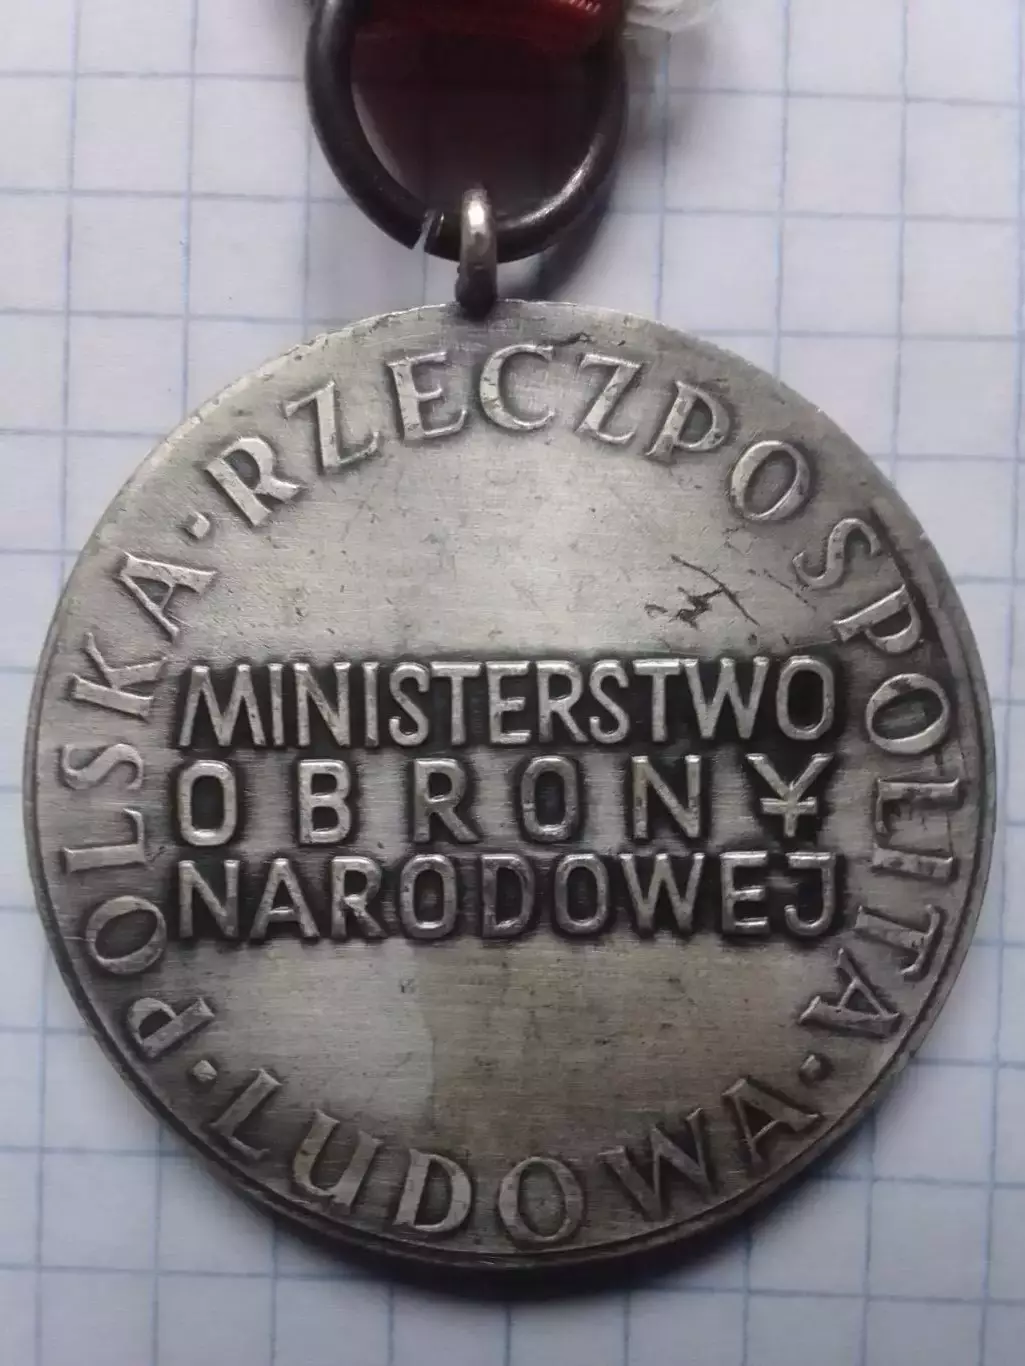 POLSKA · RZECZPOSPOLITA · LUDOWA ·
MINISTERSTWO
OBRONY
NARODOWEJ